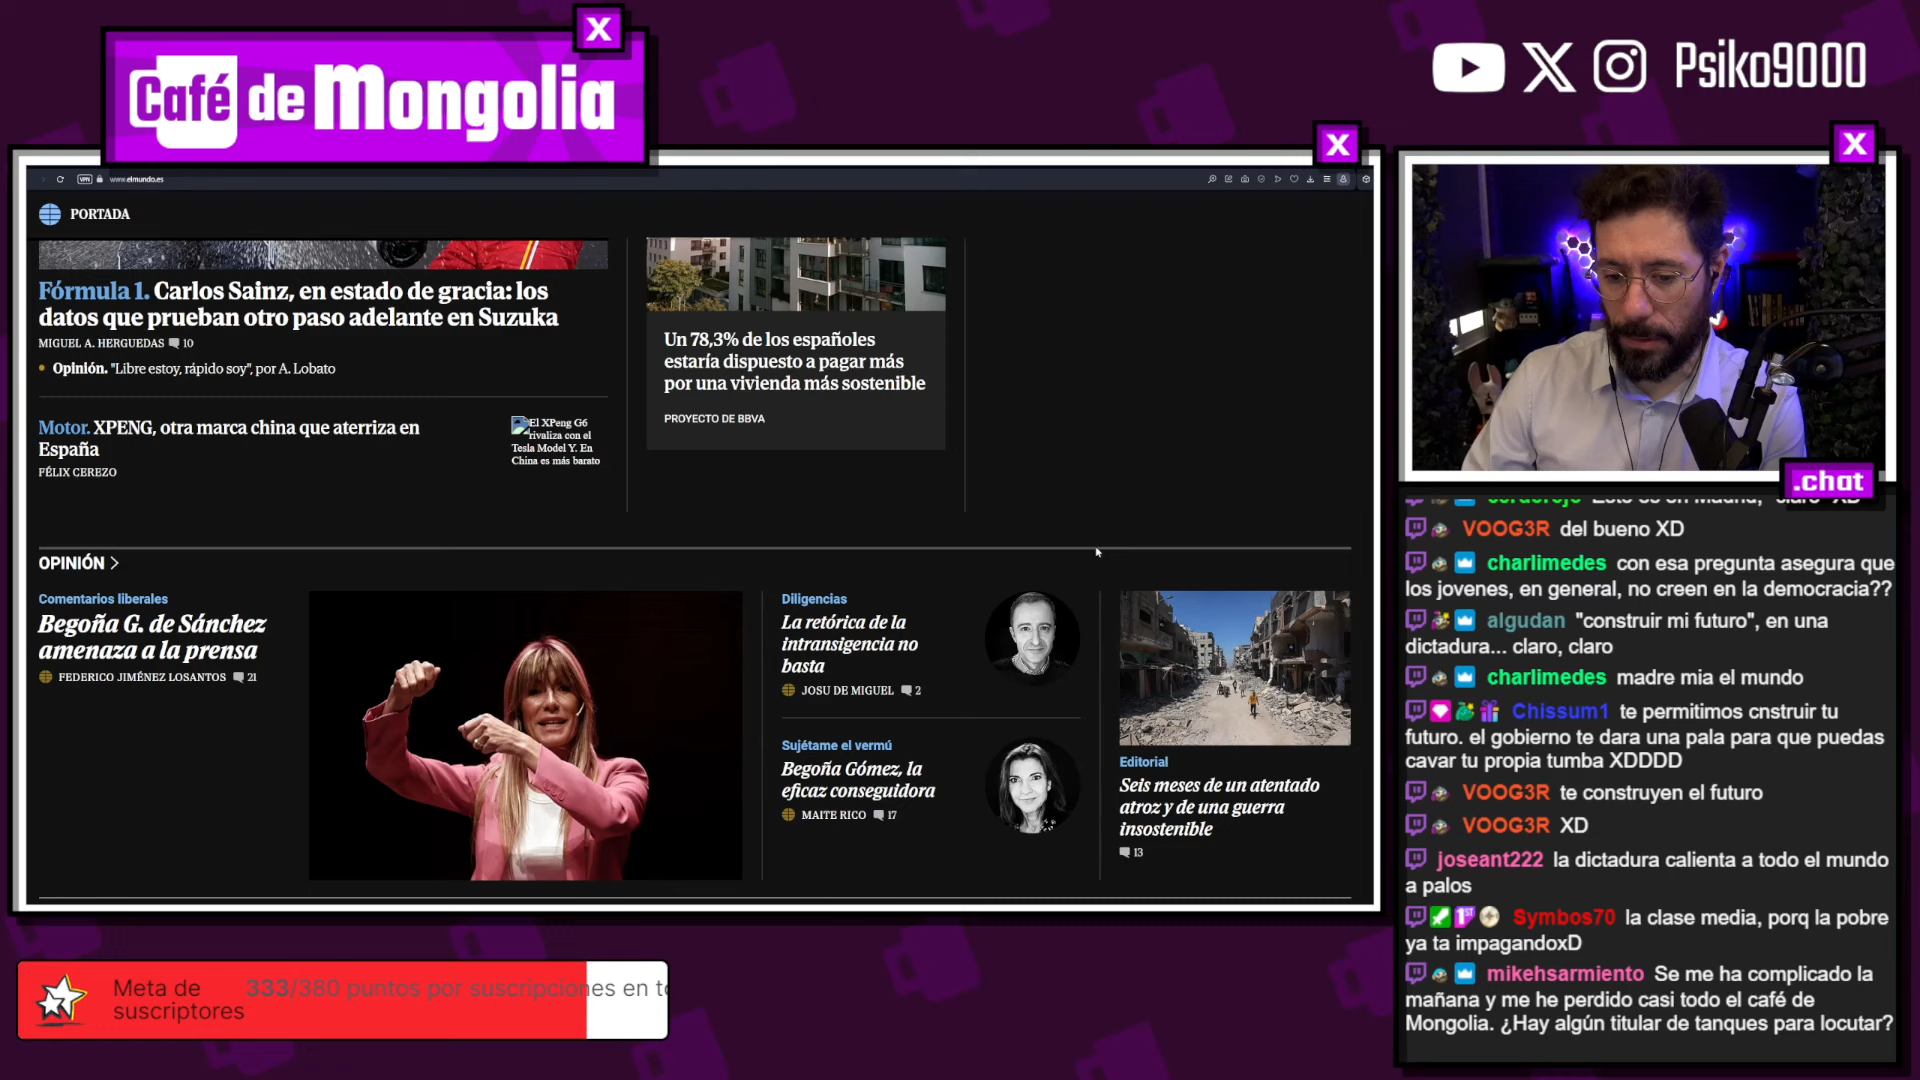 Café de Mongolia
X
Psiko9000
X
X
VPN
www.elmundo.es
PORTADA
Fórmula 1. Carlos Sainz, en estado de gracia: los
datos que prueban otro paso adelante en Suzuka
MIGUEL A. HERGUEDAS 10
• Opinión. "Libre estoy, rápido soy", por A. Lobato
Motor. XPENG, otra marca china que aterriza en
España
FÉLIX CEREZO
El XPeng G6
rivaliza con el
Tesla Model Y. En
China es más barato
Un 78,3% de los españoles
estaría dispuesto a pagar más
por una vivienda más sostenible
PROYECTO DE BBVA
OPINIÓN >
Comentarios liberales
Begoña G. de Sánchez
amenaza a la prensa
FEDERICO JIMÉNEZ LOSANTOS 21
Diligencias
La retórica de la
intransigencia no
basta
JOSU DE MIGUEL 2
Sujétame el vermú
Begoña Gómez, la
eficaz conseguidora
MAITE RICO 17
Editorial
Seis meses de un atentado
atroz y de una guerra
insostenible
13
.chat
VOOG3R del bueno XD
charlimedes con esa pregunta asegura que
los jovenes, en general, no creen en la democracia??
algudan "construir mi futuro", en una
dictadura... claro, claro
charlimedes madre mia el mundo
Chissum1 te permitimos cnstruir tu
futuro. el gobierno te dara una pala para que puedas
cavar tu propia tumba XDDDD
VOOG3R te construyen el futuro
VOOG3R XD
joseant222 la dictadura calienta a todo el mundo
a palos
1ST Symbos70 la clase media, porq la pobre
ya ta impagandoxD
mikehsarmiento Se me ha complicado la
mañana y me he perdido casi todo el café de
Mongolia. ¿Hay algún titular de tanques para locutar?
Meta de
suscriptores
333/380 puntos por suscripciones en to